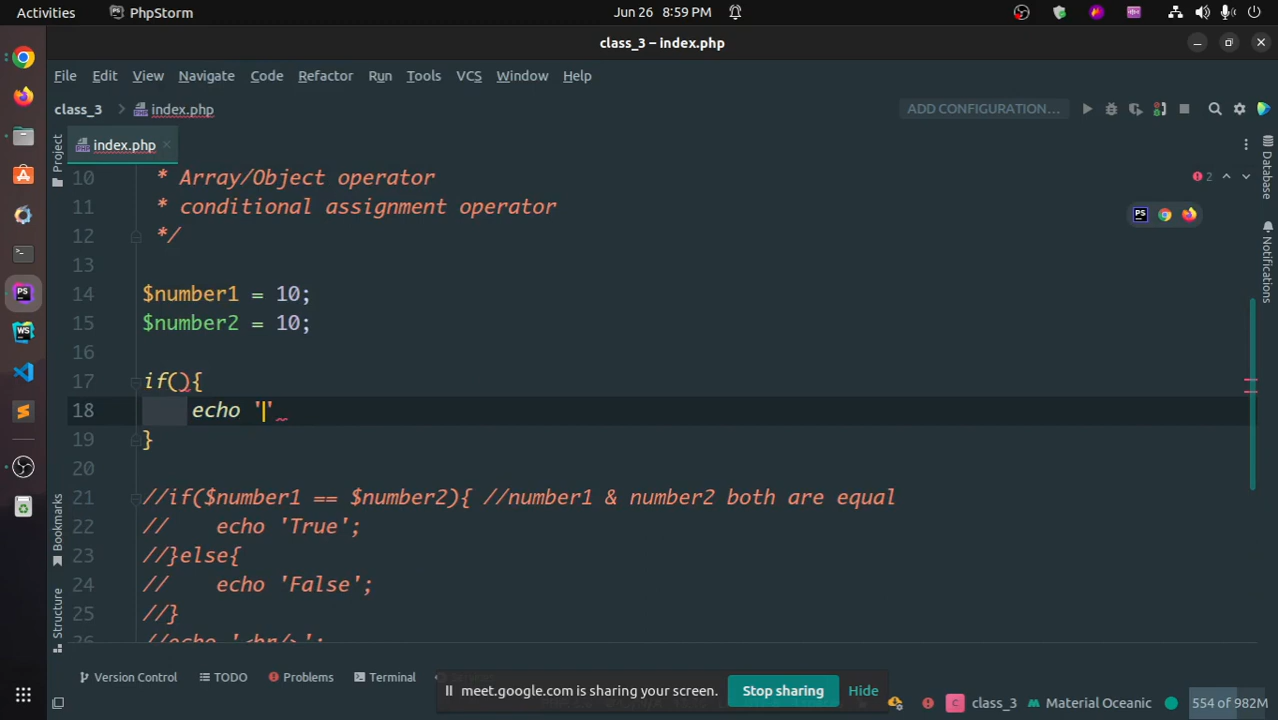 Activities PhpStorm Jun 26 8:59 PM
class_3 – index.php
File Edit View Navigate Code Refactor Run Tools VCS Window Help
class_3 index.php ADD CONFIGURATION...
index.php
Project
Database
Notifications
Bookmarks
Structure
2
10 * Array/Object operator
11 * conditional assignment operator
12 */
13
14 $number1 = 10;
15 $number2 = 10;
16
17 if(){
18 echo ''
19 }
20
21 //if($number1 == $number2){ //number1 & number2 both are equal
22 // echo 'True';
23 //}else{
24 // echo 'False';
25 //}
26 //echo '<br/>';
Version Control TODO Problems Terminal
meet.google.com is sharing your screen. Stop sharing Hide
class_3 Material Oceanic 554 of 982M